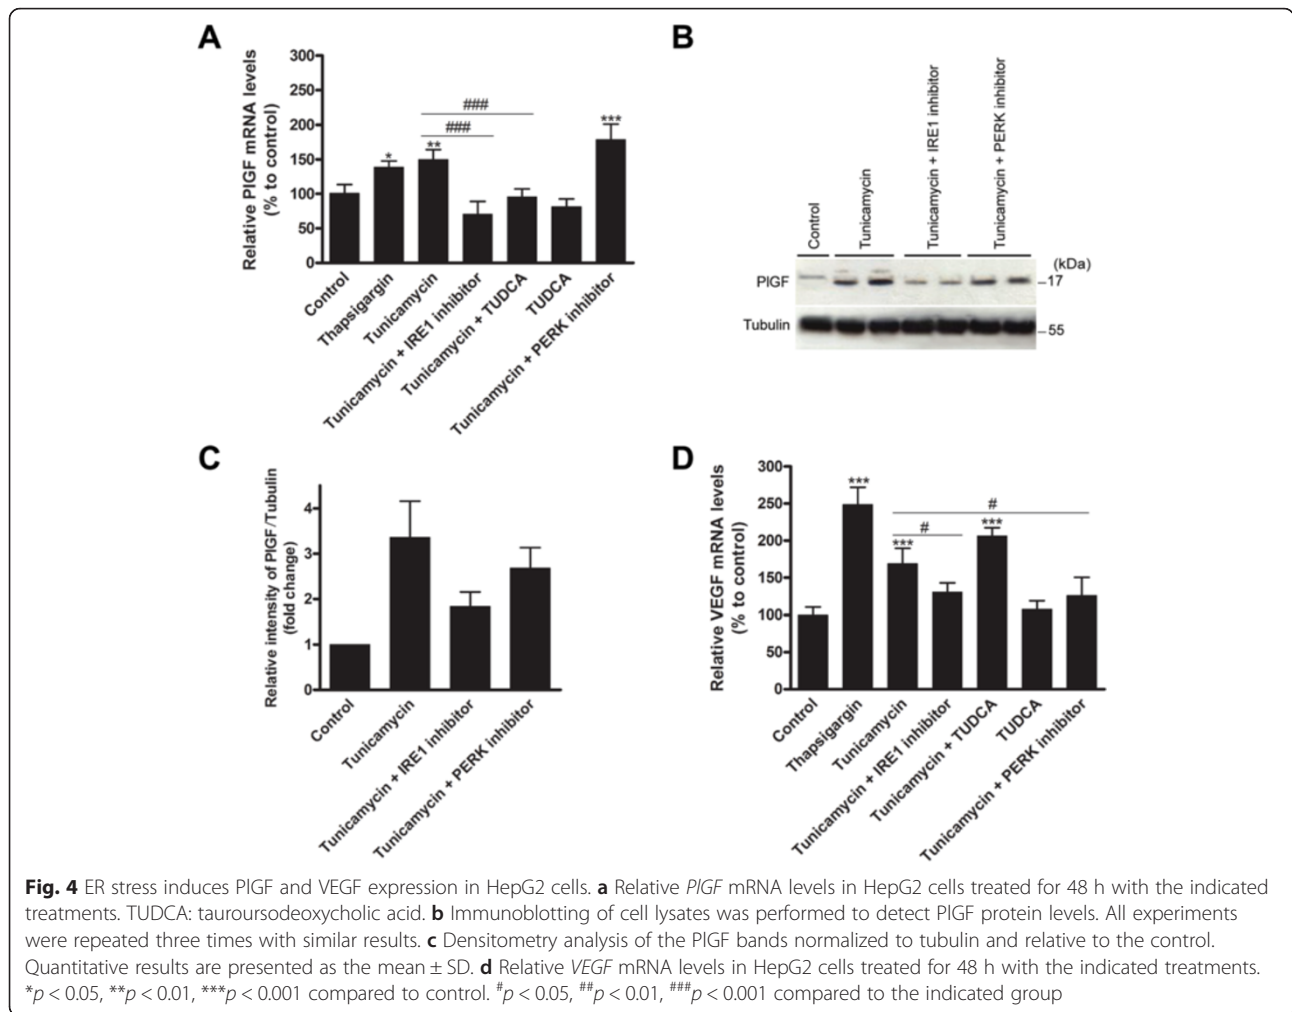 A
Relative PlGF mRNA levels
(% to control)
300
250
200
150
100
50
0
###
###
*
**
***
Control
Thapsigargin
Tunicamycin
Tunicamycin + IRE1 inhibitor
Tunicamycin + TUDCA
TUDCA
Tunicamycin + PERK inhibitor
B
Control
Tunicamycin
Tunicamycin + IRE1 inhibitor
Tunicamycin + PERK inhibitor
(kDa)
PlGF
–17
Tubulin
–55
C
Relative intensity of PlGF/Tubulin
(fold change)
4
3
2
1
0
Control
Tunicamycin
Tunicamycin + IRE1 inhibitor
Tunicamycin + PERK inhibitor
D
Relative VEGF mRNA levels
(% to control)
300
250
200
150
100
50
0
***
#
#
***
***
Control
Thapsigargin
Tunicamycin
Tunicamycin + IRE1 inhibitor
Tunicamycin + TUDCA
TUDCA
Tunicamycin + PERK inhibitor
Fig. 4 ER stress induces PlGF and VEGF expression in HepG2 cells. a Relative PlGF mRNA levels in HepG2 cells treated for 48 h with the indicated
treatments. TUDCA: tauroursodeoxycholic acid. b Immunoblotting of cell lysates was performed to detect PlGF protein levels. All experiments
were repeated three times with similar results. c Densitometry analysis of the PlGF bands normalized to tubulin and relative to the control.
Quantitative results are presented as the mean ± SD. d Relative VEGF mRNA levels in HepG2 cells treated for 48 h with the indicated treatments.
*p < 0.05, **p < 0.01, ***p < 0.001 compared to control. #p < 0.05, ##p < 0.01, ###p < 0.001 compared to the indicated group